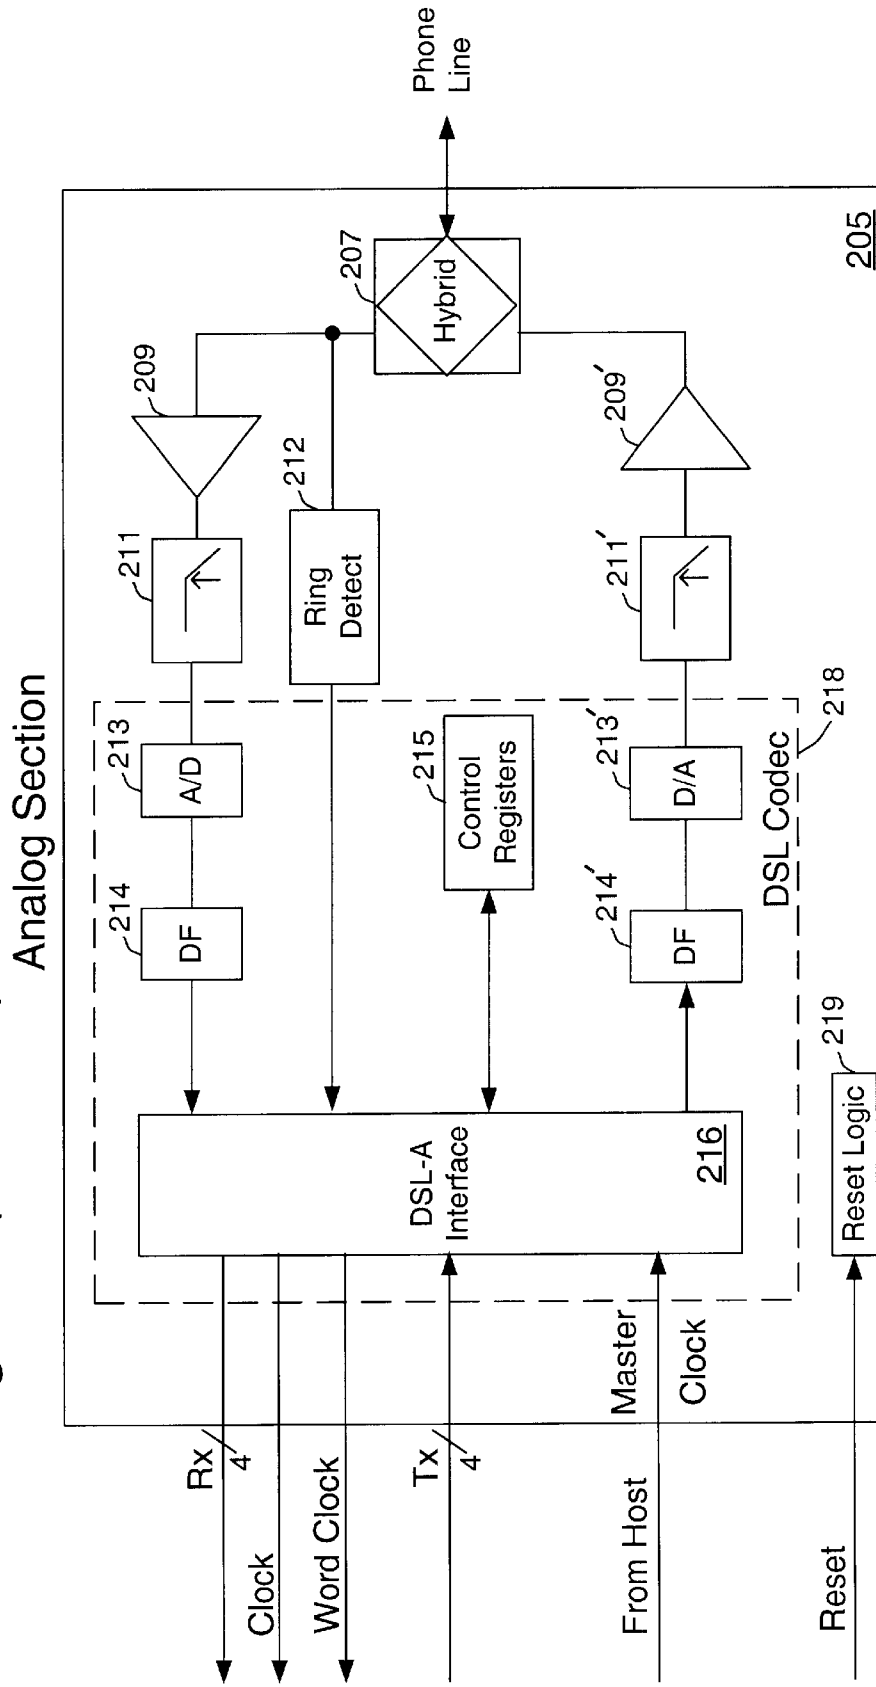 Analog Section
Phone
Line
207
Hybrid
205
209
209'
212
Ring
Detect
211
211'
218
213
A/D
215
Control
Registers
213'
D/A
DSL Codec
214
DF
214'
DF
219
Reset Logic
DSL-A
Interface
216
Rx
4
Clock
Word Clock
Tx
4
Master
Clock
From Host
Reset